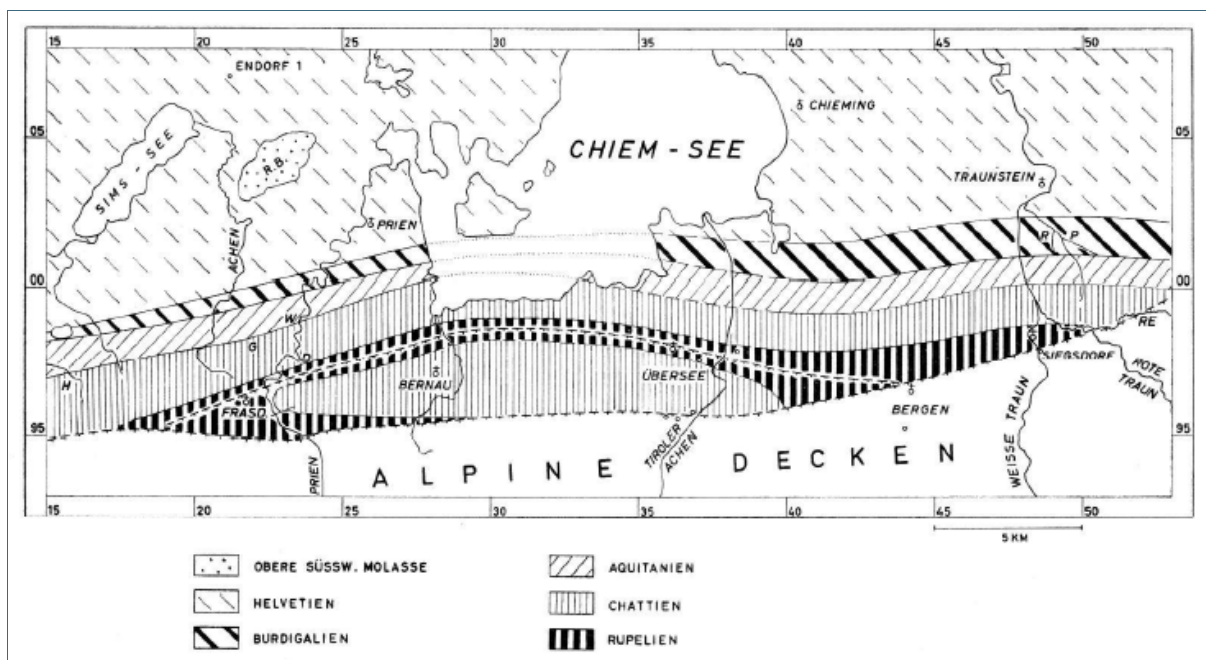 15 20 25 30 35 40 45 50
ENDORF 1
CHIEMING
05 05
SIMS-SEE
R.B.
CHIEM-SEE
TRAUNSTEIN
ACHEN
PRIEN
R P
00 00
W
G
RE
H
SIEGSDORF
ROTE TRAUN
BERNAU
ÜBERSEE
FRASD
BERGEN
95 95
TIROLER ACHEN
WEISSE TRAUN
PRIEN
ALPINE DECKEN
15 20 25 30 35 40 45 50
5 KM
OBERE SÜSSW. MOLASSE
HELVETIEN
BURDIGALIEN
AQUITANIEN
CHATTIEN
RUPELIEN